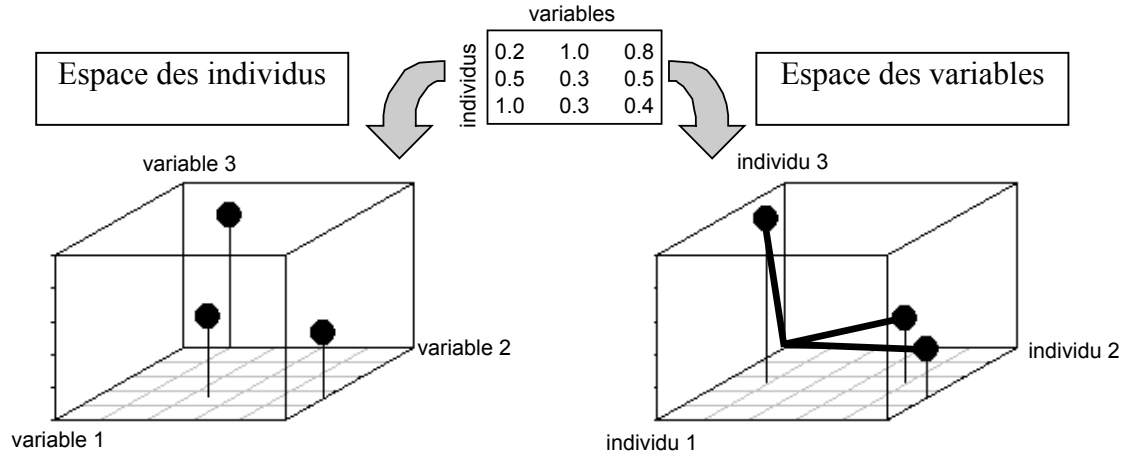 variables
individus
0.2 1.0 0.8
0.5 0.3 0.5
1.0 0.3 0.4
Espace des individus
Espace des variables
variable 3
variable 2
variable 1
individu 3
individu 2
individu 1